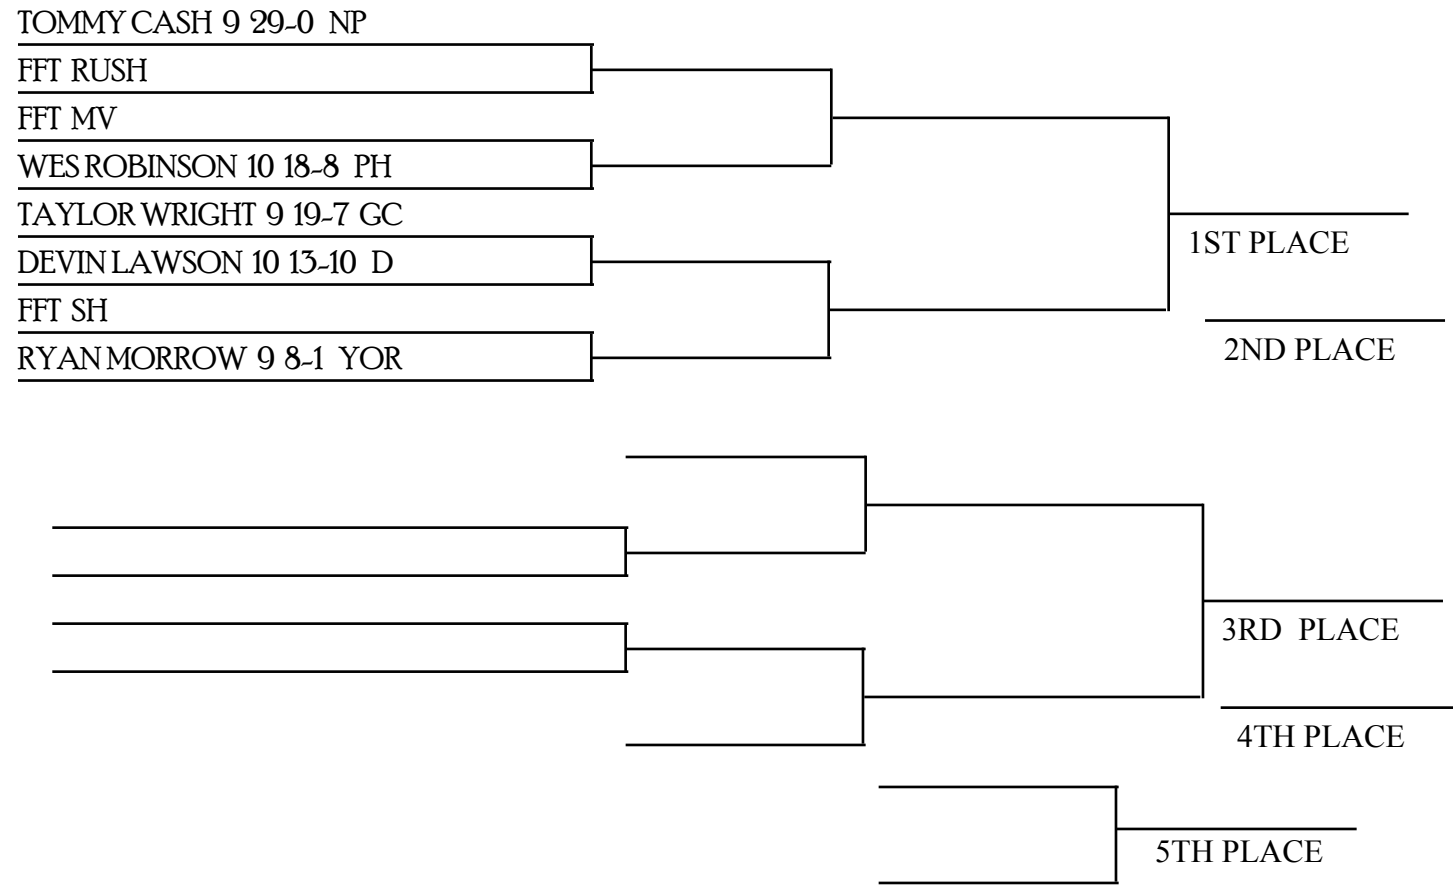 TOMMY CASH 9 29-0 NP
FFT RUSH
FFT MV
WES ROBINSON 10 18-8 PH
TAYLOR WRIGHT 9 19-7 GC
DEVIN LAWSON 10 13-10 D
FFT SH
RYAN MORROW 9 8-1 YOR
1ST PLACE
2ND PLACE
3RD PLACE
4TH PLACE
5TH PLACE